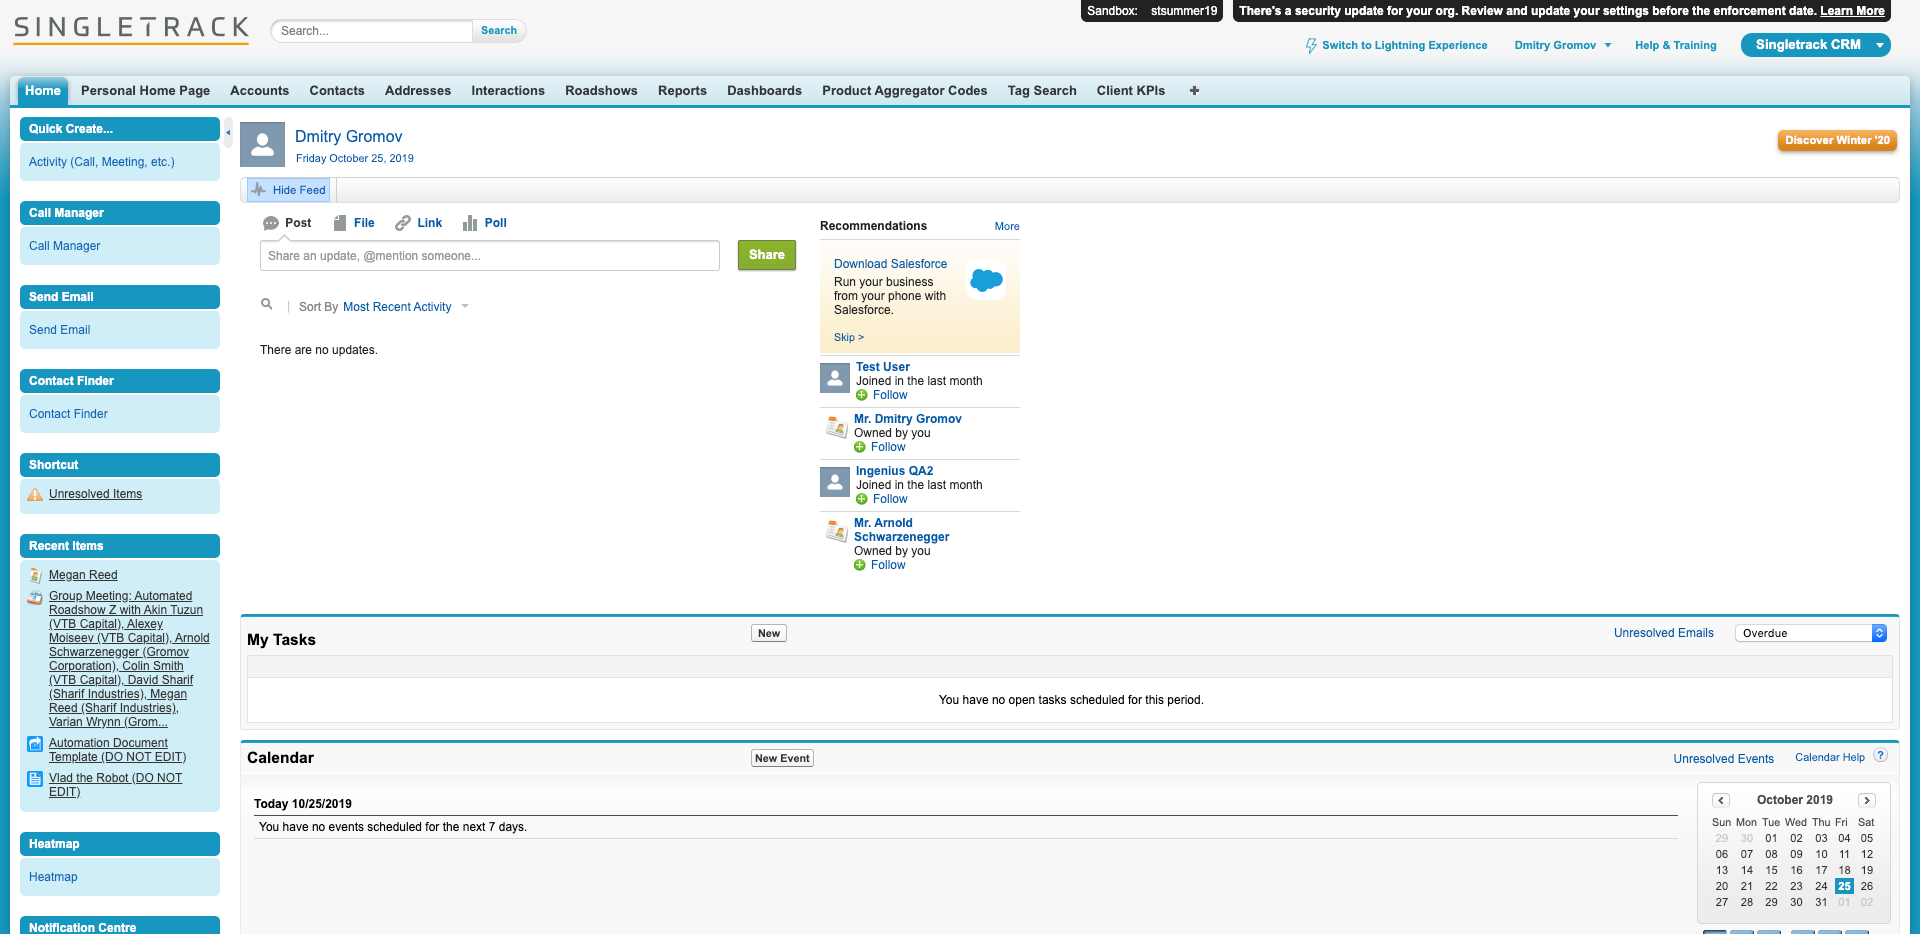 SINGLETRACK
Search...
Search
Sandbox: stsummer19
There's a security update for your org. Review and update your settings before the enforcement date. Learn More
Switch to Lightning Experience
Dmitry Gromov
Help & Training
Singletrack CRM
Home
Personal Home Page
Accounts
Contacts
Addresses
Interactions
Roadshows
Reports
Dashboards
Product Aggregator Codes
Tag Search
Client KPIs
+
Quick Create...
Activity (Call, Meeting, etc.)
Call Manager
Call Manager
Send Email
Send Email
Contact Finder
Contact Finder
Shortcut
Unresolved Items
Recent Items
Megan Reed
Group Meeting: Automated
Roadshow Z with Akin Tuzun
(VTB Capital), Alexey
Moiseev (VTB Capital), Arnold
Schwarzenegger (Gromov
Corporation), Colin Smith
(VTB Capital), David Sharif
(Sharif Industries), Megan
Reed (Sharif Industries),
Varian Wrynn (Grom...
Automation Document
Template (DO NOT EDIT)
Vlad the Robot (DO NOT
EDIT)
Heatmap
Heatmap
Notification Centre
Dmitry Gromov
Friday October 25, 2019
Discover Winter '20
Hide Feed
Post
File
Link
Poll
Share an update, @mention someone...
Share
Sort By Most Recent Activity
There are no updates.
Recommendations
More
Download Salesforce
Run your business
from your phone with
Salesforce.
Skip >
Test User
Joined in the last month
Follow
Mr. Dmitry Gromov
Owned by you
Follow
Ingenius QA2
Joined in the last month
Follow
Mr. Arnold
Schwarzenegger
Owned by you
Follow
My Tasks
New
Unresolved Emails
Overdue
You have no open tasks scheduled for this period.
Calendar
New Event
Unresolved Events
Calendar Help ?
Today 10/25/2019
You have no events scheduled for the next 7 days.
< October 2019 >
Sun Mon Tue Wed Thu Fri Sat
29 30 01 02 03 04 05
06 07 08 09 10 11 12
13 14 15 16 17 18 19
20 21 22 23 24 25 26
27 28 29 30 31 01 02